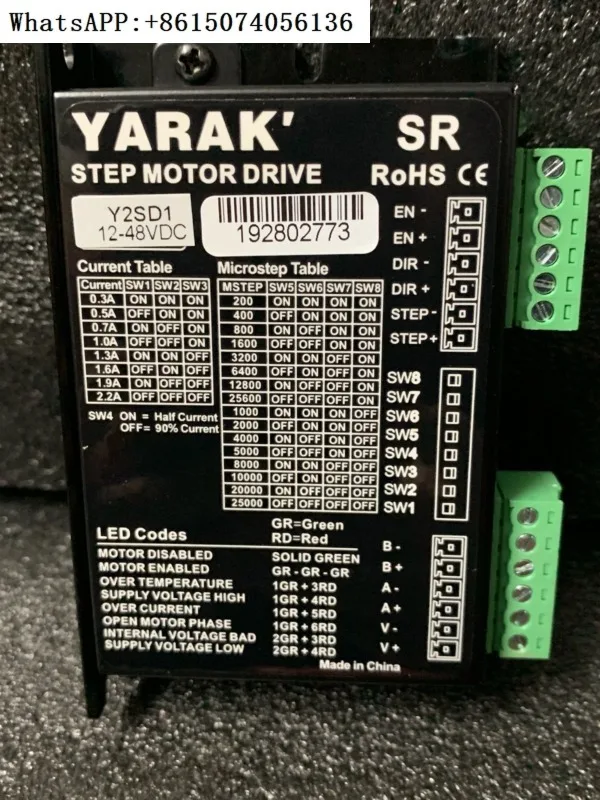 WhatsAPP:+8615074056136
YARAK'
SR
STEP MOTOR DRIVE
RoHS CE
Y2SD1
12-48VDC
192802773
Current Table
Current SW1 SW2 SW3
0.3A ON ON ON
0.5A OFF ON ON
0.7A ON OFF ON
1.0A OFF OFF ON
1.3A ON ON OFF
1.6A OFF ON OFF
1.9A ON OFF OFF
2.2A OFF OFF OFF
SW4 ON = Half Current
OFF= 90% Current
Microstep Table
MSTEP SW5 SW6 SW7 SW8
200 ON ON ON ON
400 OFF ON ON ON
800 ON OFF ON ON
1600 OFF OFF ON ON
3200 ON ON OFF ON
6400 OFF ON OFF ON
12800 ON OFF OFF ON
25600 OFF OFF OFF ON
1000 ON ON ON OFF
2000 OFF ON ON OFF
4000 ON OFF ON OFF
5000 OFF OFF ON OFF
8000 ON ON OFF OFF
10000 OFF ON OFF OFF
20000 ON OFF OFF OFF
25000 OFF OFF OFF OFF
EN -
EN +
DIR -
DIR +
STEP -
STEP +
SW8
SW7
SW6
SW5
SW4
SW3
SW2
SW1
B -
B +
A -
A +
V -
V +
LED Codes
GR=Green
RD=Red
MOTOR DISABLED SOLID GREEN
MOTOR ENABLED GR - GR - GR
OVER TEMPERATURE 1GR + 3RD
SUPPLY VOLTAGE HIGH 1GR + 4RD
OVER CURRENT 1GR + 5RD
OPEN MOTOR PHASE 1GR + 6RD
INTERNAL VOLTAGE BAD 2GR + 3RD
SUPPLY VOLTAGE LOW 2GR + 4RD
Made in China